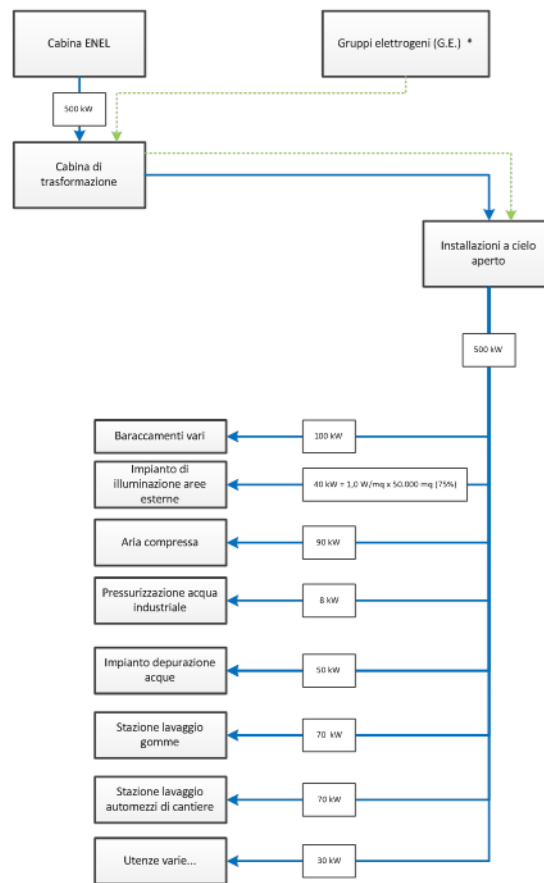 Cabina ENEL
Gruppi elettrogeni (G.E.) *
500 kW
Cabina di
trasformazione
Installazioni a cielo
aperto
500 kW
Baraccamenti vari
100 kW
Impianto di
illuminazione aree
esterne
40 kW = 1,0 W/mq x 50.000 mq (75%)
Aria compressa
90 kW
Pressurizzazione acqua
industriale
8 kW
Impianto depurazione
acque
50 kW
Stazione lavaggio
gomme
70 kW
Stazione lavaggio
automezzi di cantiere
70 kW
Utenze varie...
30 kW